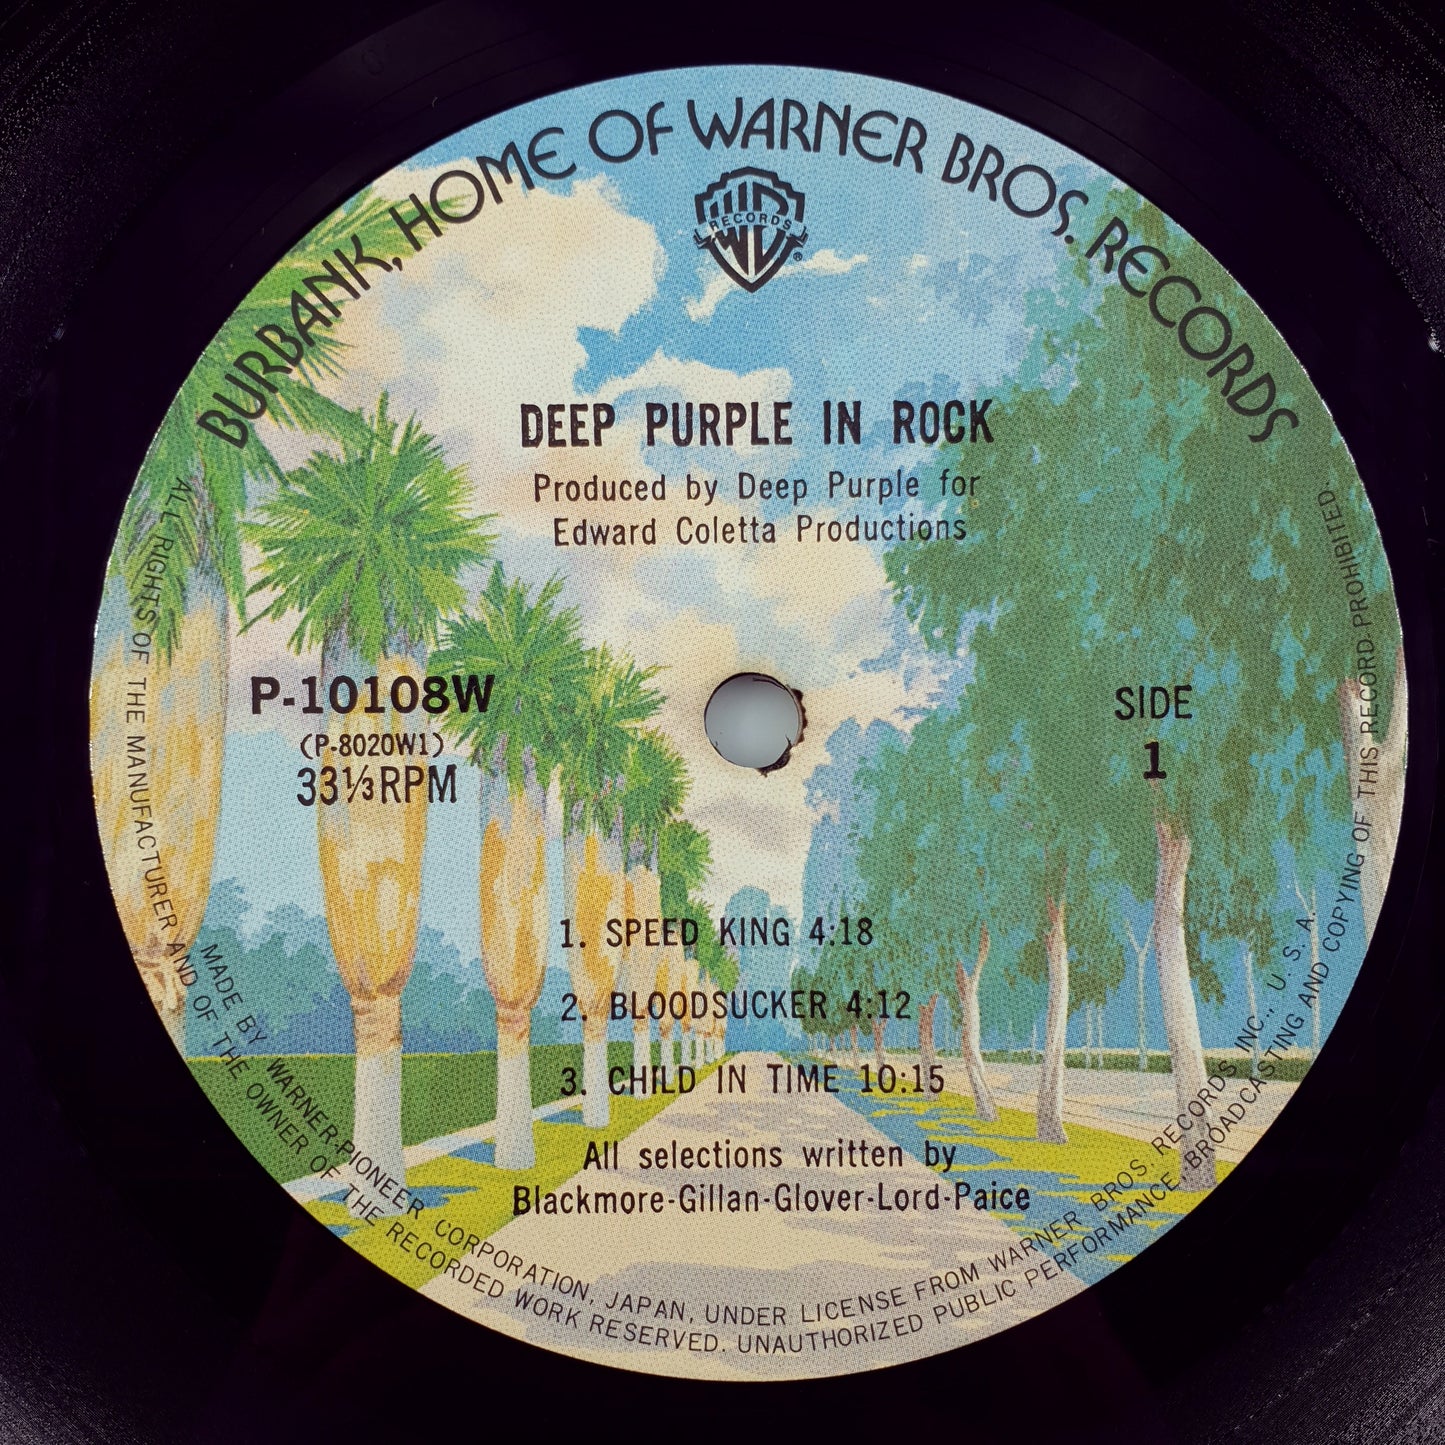 BURBANK, HOME OF WARNER BROS. RECORDS
WB
RECORDS
®
DEEP PURPLE IN ROCK
Produced by Deep Purple for
Edward Coletta Productions
P-10108W
(P-8020W1)
33⅓RPM
SIDE
1
1. SPEED KING 4:18
2. BLOODSUCKER 4:12
3. CHILD IN TIME 10:15
All selections written by
Blackmore-Gillan-Glover-Lord-Paice
MADE BY WARNER-PIONEER CORPORATION, JAPAN, UNDER LICENSE FROM WARNER BROS. RECORDS INC., U. S. A.
ALL RIGHTS OF THE MANUFACTURER AND OF THE OWNER OF THE RECORDED WORK RESERVED. UNAUTHORIZED PUBLIC PERFORMANCE, BROADCASTING AND COPYING OF THIS RECORD PROHIBITED.